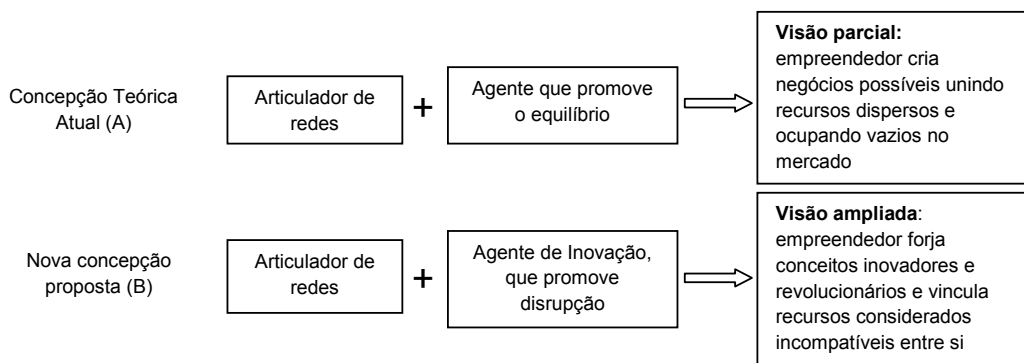 Concepção Teórica
Atual (A)
Articulador de
redes
+
Agente que promove
o equilíbrio
Visão parcial:
empreendedor cria
negócios possíveis unindo
recursos dispersos e
ocupando vazios no
mercado
Nova concepção
proposta (B)
Articulador de
redes
+
Agente de Inovação,
que promove
disrupção
Visão ampliada:
empreendedor forja
conceitos inovadores e
revolucionários e vincula
recursos considerados
incompatíveis entre si